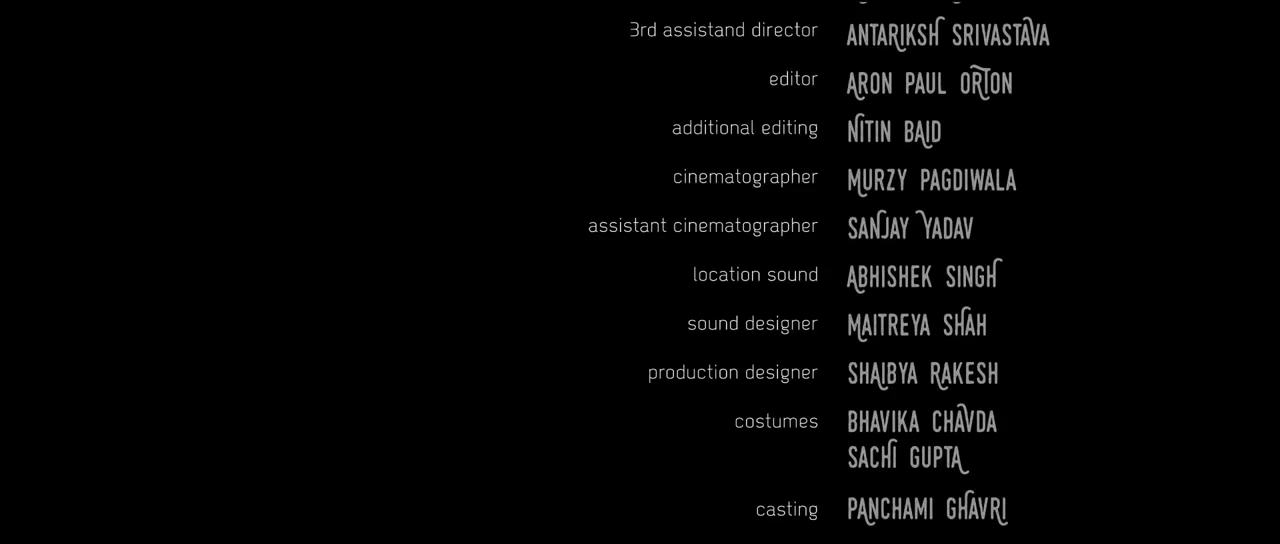 3rd assistand director ANTARIKSH SRIVASTAVA
editor ARON PAUL ORTON
additional editing NITIN BAID
cinematographer MURZY PAGDIWALA
assistant cinematographer SANJAY YADAV
location sound ABHISHEK SINGH
sound designer MAITREYA SHAH
production designer SHAIBYA RAKESH
costumes BHAVIKA CHAVDA
SACHI GUPTA
casting PANCHAMI GHAVRI